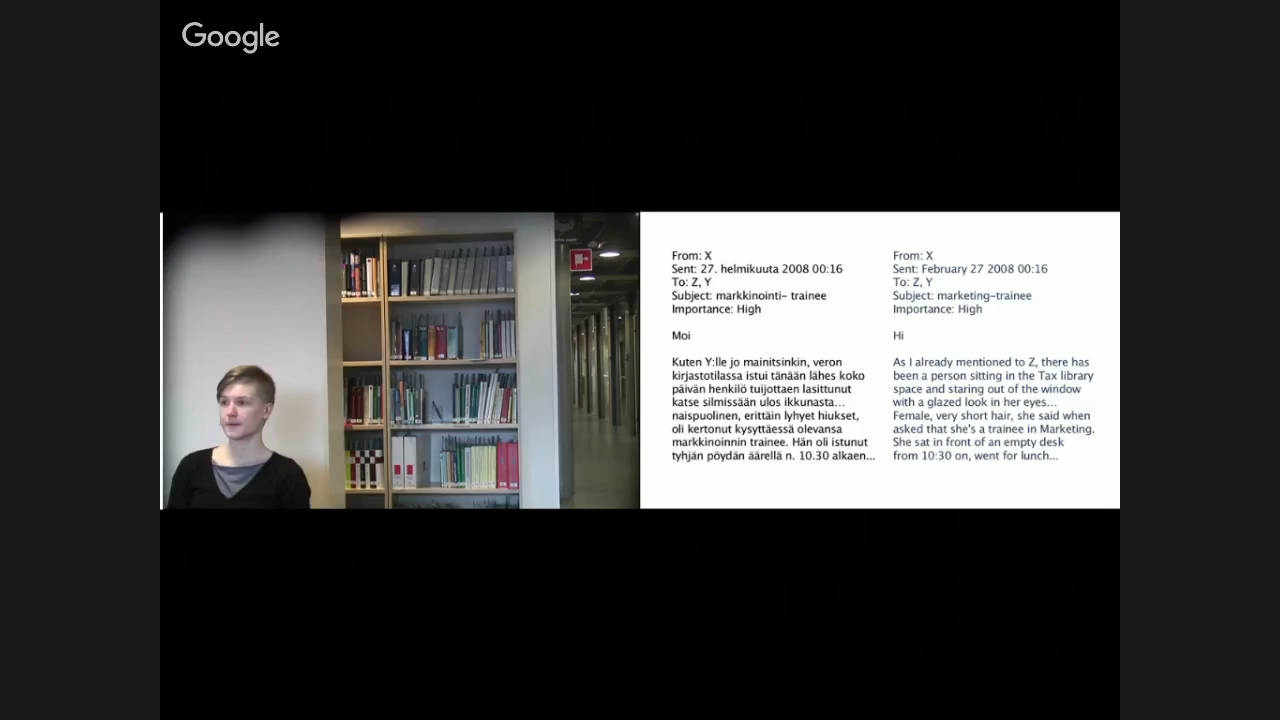 Google
From: X
Sent: 27. helmikuuta 2008 00:16
To: Z, Y
Subject: markkinointi- trainee
Importance: High
Moi
Kuten Y:lle jo mainitsinkin, veron
kirjastotilassa istui tänään lähes koko
päivän henkilö tuijottaen lasittunut
katse silmissään ulos ikkunasta...
naispuolinen, erittäin lyhyet hiukset,
oli kertonut kysyttäessä olevansa
markkinoinnin trainee. Hän oli istunut
tyhjän pöydän äärellä n. 10.30 alkaen...
From: X
Sent: February 27 2008 00:16
To: Z, Y
Subject: marketing-trainee
Importance: High
Hi
As I already mentioned to Z, there has
been a person sitting in the Tax library
space and staring out of the window
with a glazed look in her eyes...
Female, very short hair, she said when
asked that she's a trainee in Marketing.
She sat in front of an empty desk
from 10:30 on, went for lunch...